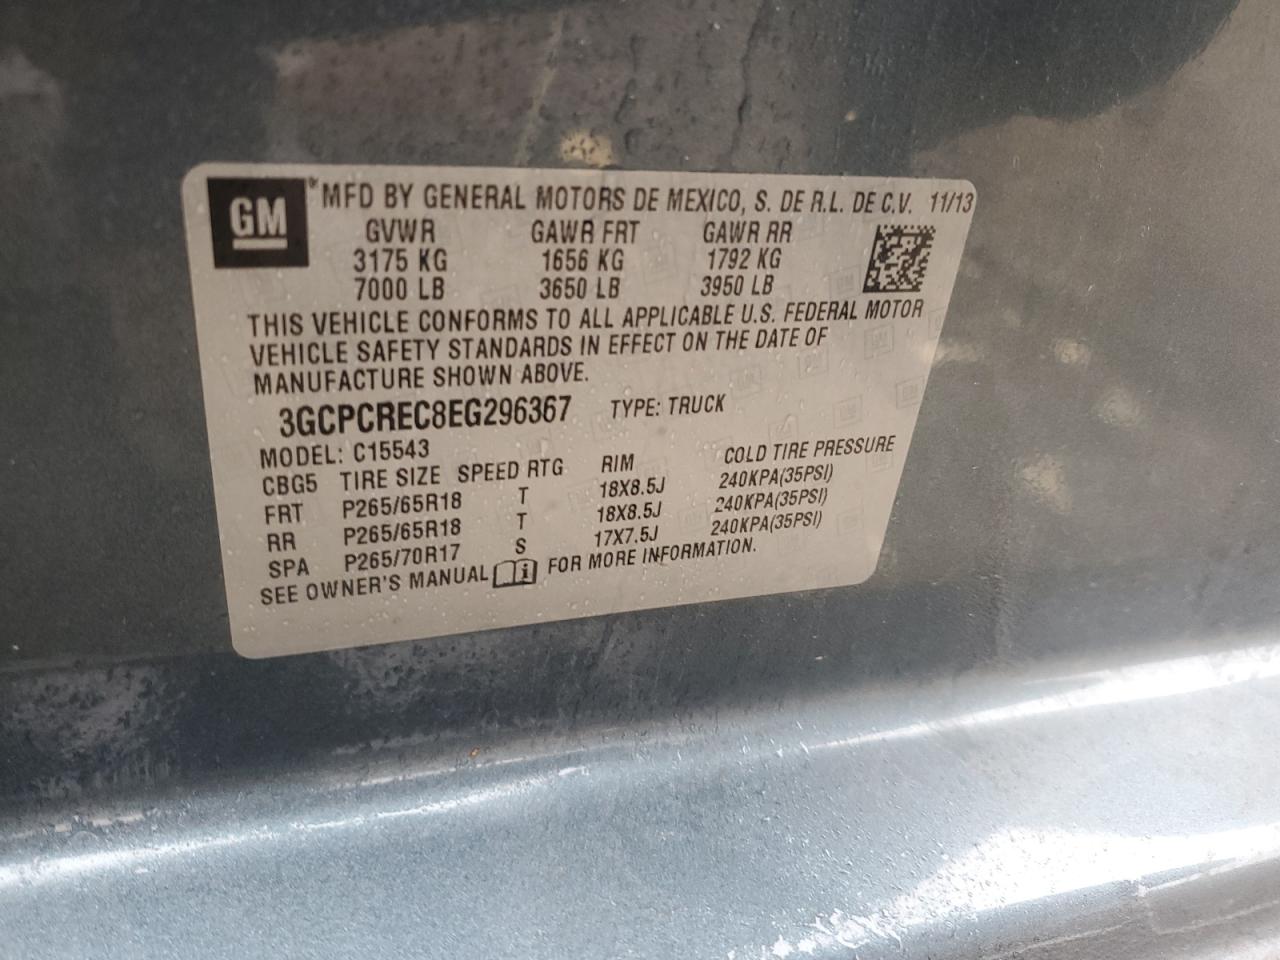 GM
MFD BY GENERAL MOTORS DE MEXICO, S. DE R.L. DE C.V. 11/13
GVWR GAWR FRT GAWR RR
3175 KG 1656 KG 1792 KG
7000 LB 3650 LB 3950 LB
THIS VEHICLE CONFORMS TO ALL APPLICABLE U.S. FEDERAL MOTOR
VEHICLE SAFETY STANDARDS IN EFFECT ON THE DATE OF
MANUFACTURE SHOWN ABOVE.
3GCPCREC8EG296367 TYPE: TRUCK
MODEL: C15543
CBG5 TIRE SIZE SPEED RTG RIM COLD TIRE PRESSURE
FRT P265/65R18 T 18X8.5J 240KPA(35PSI)
RR P265/65R18 T 18X8.5J 240KPA(35PSI)
SPA P265/70R17 S 17X7.5J 240KPA(35PSI)
SEE OWNER'S MANUAL i FOR MORE INFORMATION.